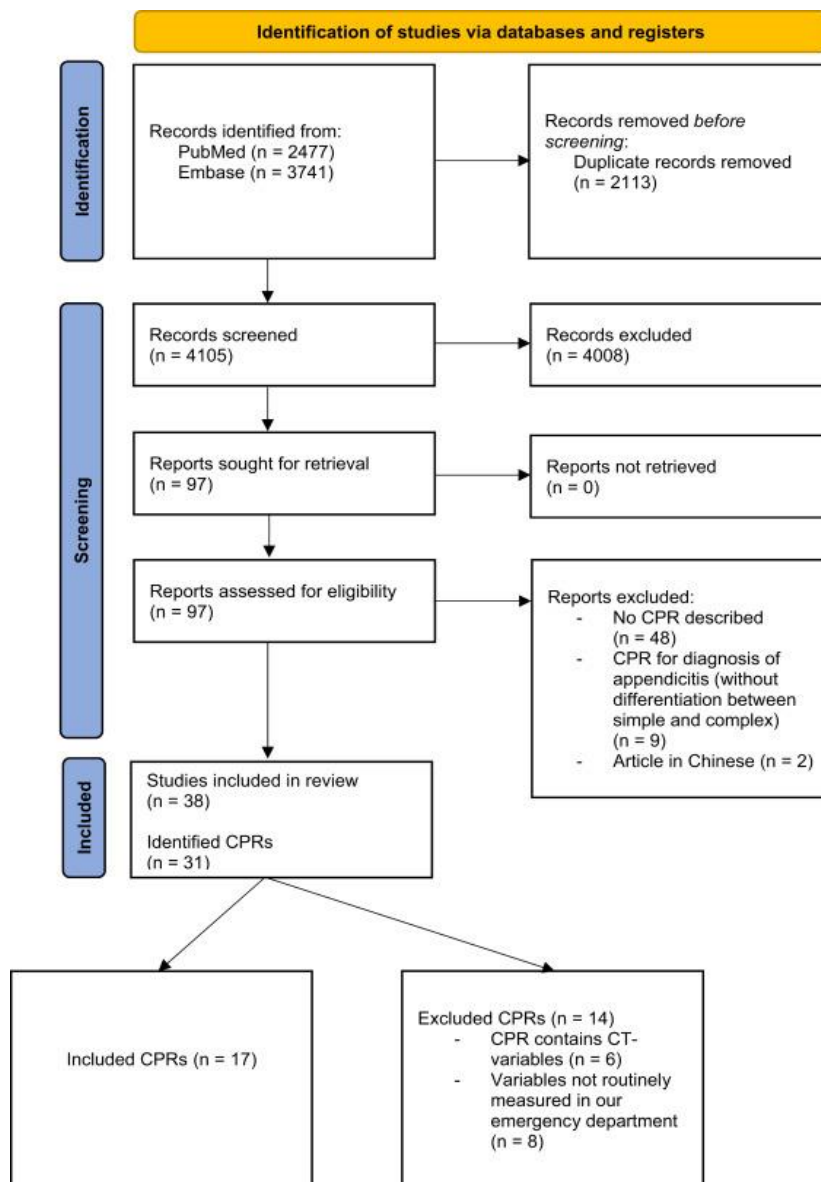 Identification of studies via databases and registers
Identification
Records identified from:
PubMed (n = 2477)
Embase (n = 3741)
Records removed before
screening:
Duplicate records removed
(n = 2113)
Screening
Records screened
(n = 4105)
Records excluded
(n = 4008)
Reports sought for retrieval
(n = 97)
Reports not retrieved
(n = 0)
Reports assessed for eligibility
(n = 97)
Reports excluded:
- No CPR described
(n = 48)
- CPR for diagnosis of
appendicitis (without
differentiation between
simple and complex)
(n = 9)
- Article in Chinese (n = 2)
Included
Studies included in review
(n = 38)
Identified CPRs
(n = 31)
Included CPRs (n = 17)
Excluded CPRs (n = 14)
- CPR contains CT-
variables (n = 6)
- Variables not routinely
measured in our
emergency department
(n = 8)